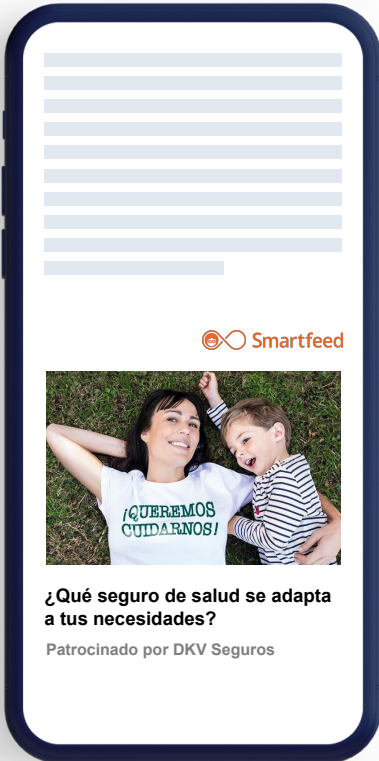 Smartfeed
¡QUEREMOS
CUIDARNOS!
¿Qué seguro de salud se adapta
a tus necesidades?
Patrocinado por DKV Seguros